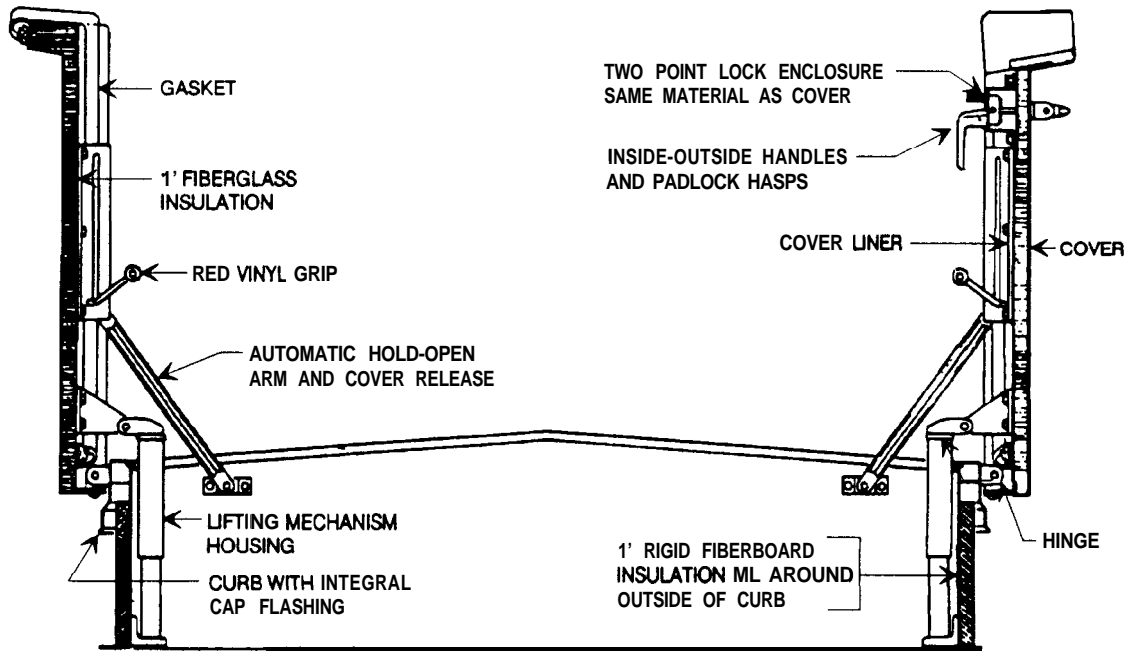 GASKET
1' FIBERGLASS
INSULATION
RED VINYL GRIP
AUTOMATIC HOLD-OPEN
ARM AND COVER RELEASE
LIFTING MECHANISM
HOUSING
CURB WITH INTEGRAL
CAP FLASHING
TWO POINT LOCK ENCLOSURE
SAME MATERIAL AS COVER
INSIDE-OUTSIDE HANDLES
AND PADLOCK HASPS
COVER LINER
COVER
HINGE
1' RIGID FIBERBOARD
INSULATION ML AROUND
OUTSIDE OF CURB